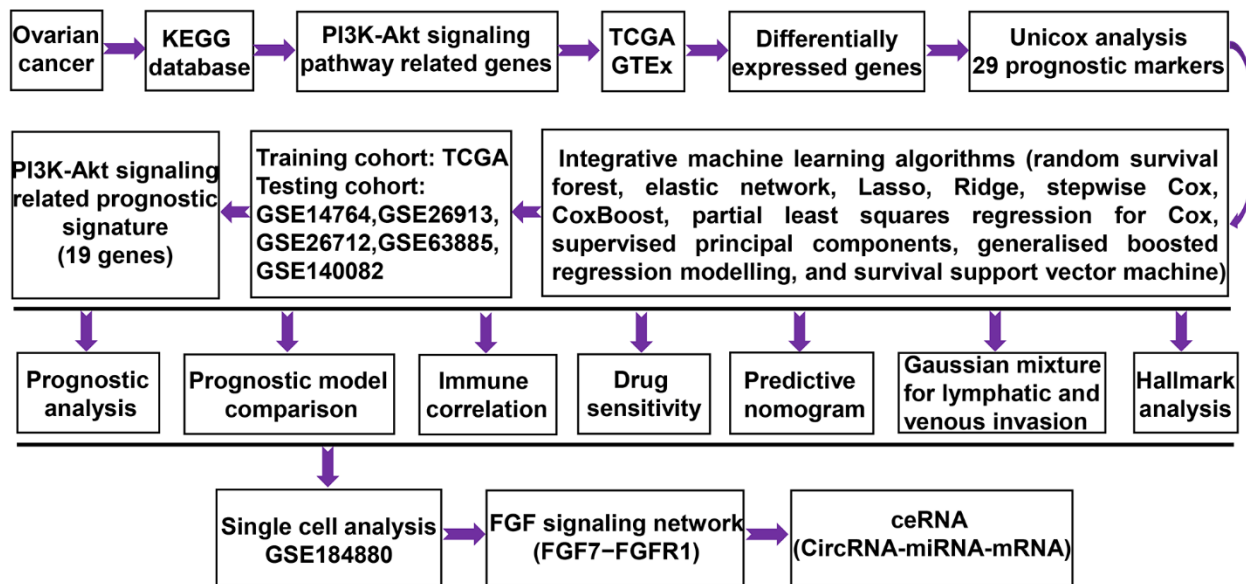 Ovarian
cancer
KEGG
database
PI3K-Akt signaling
pathway related genes
TCGA
GTEx
Differentially
expressed genes
Unicox analysis
29 prognostic markers
PI3K-Akt signaling
related prognostic
signature
(19 genes)
Training cohort: TCGA
Testing cohort:
GSE14764,GSE26913,
GSE26712,GSE63885,
GSE140082
Integrative machine learning algorithms (random survival
forest, elastic network, Lasso, Ridge, stepwise Cox,
CoxBoost, partial least squares regression for Cox,
supervised principal components, generalised boosted
regression modelling, and survival support vector machine)
Prognostic
analysis
Prognostic model
comparison
Immune
correlation
Drug
sensitivity
Predictive
nomogram
Gaussian mixture
for lymphatic and
venous invasion
Hallmark
analysis
Single cell analysis
GSE184880
FGF signaling network
(FGF7−FGFR1)
ceRNA
(CircRNA-miRNA-mRNA)